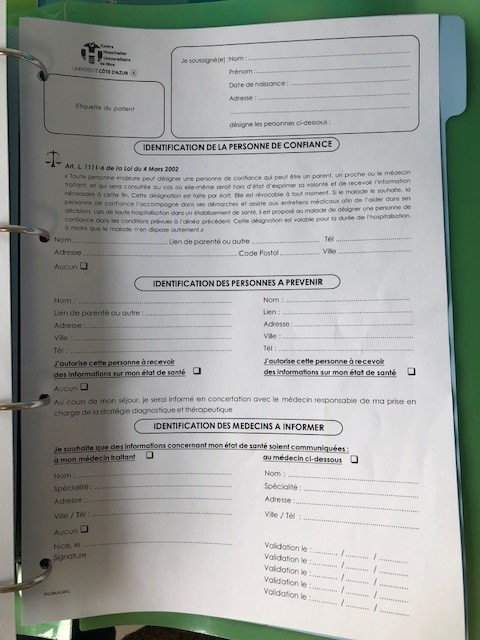 Centre
Hospitalier
Universitaire
de Nice
UNIVERSITÉ CÔTE D'AZUR
Etiquette du patient
Je soussigné(e) :Nom :
Prénom :
Date de naissance :
Adresse :
désigne les personnes ci-dessous :
IDENTIFICATION DE LA PERSONNE DE CONFIANCE
Art. L. 1111-6 de la Loi du 4 Mars 2002
« Toute personne majeure peut désigner une personne de confiance qui peut être un parent, un proche ou le médecin
traitant, et qui sera consultée au cas où elle-même serait hors d'état d'exprimer sa volonté et de recevoir l'information
nécessaire à cette fin. Cette désignation est faite par écrit. Elle est révocable à tout moment. Si le malade le souhaite, la
personne de confiance l'accompagne dans ses démarches et assiste aux entretiens médicaux afin de l'aider dans ses
décisions. Lors de toute hospitalisation dans un établissement de santé, il est proposé au malade de désigner une personne de
confiance dans les conditions prévues à l'alinéa précédent. Cette désignation est valable pour la durée de l'hospitalisation,
à moins que le malade n'en dispose autrement.»
Nom Lien de parenté ou autre Tél
Adresse Code Postal Ville
Aucun
IDENTIFICATION DES PERSONNES A PREVENIR
Nom : Nom :
Lien de parenté ou autre : Lien :
Adresse : Adresse :
Ville : Ville :
Tél : Tél :
J'autorise cette personne à recevoir J'autorise cette personne à recevoir
des informations sur mon état de santé des informations sur mon état de santé
Aucun
Au cours de mon séjour, je serai informé en concertation avec le médecin responsable de ma prise en
charge de la stratégie diagnostique et thérapeutique
IDENTIFICATION DES MEDECINS A INFORMER
Je souhaite que des informations concernant mon état de santé soient communiquées :
à mon médecin traitant au médecin ci-dessous
Nom : Nom :
Spécialité : Spécialité :
Adresse : Adresse :
Ville / Tél : Ville / Tél :
Aucun
Nice, le
Signature
Validation le : / /
Validation le : / /
Validation le : / /
Validation le : / /
Validation le : / /